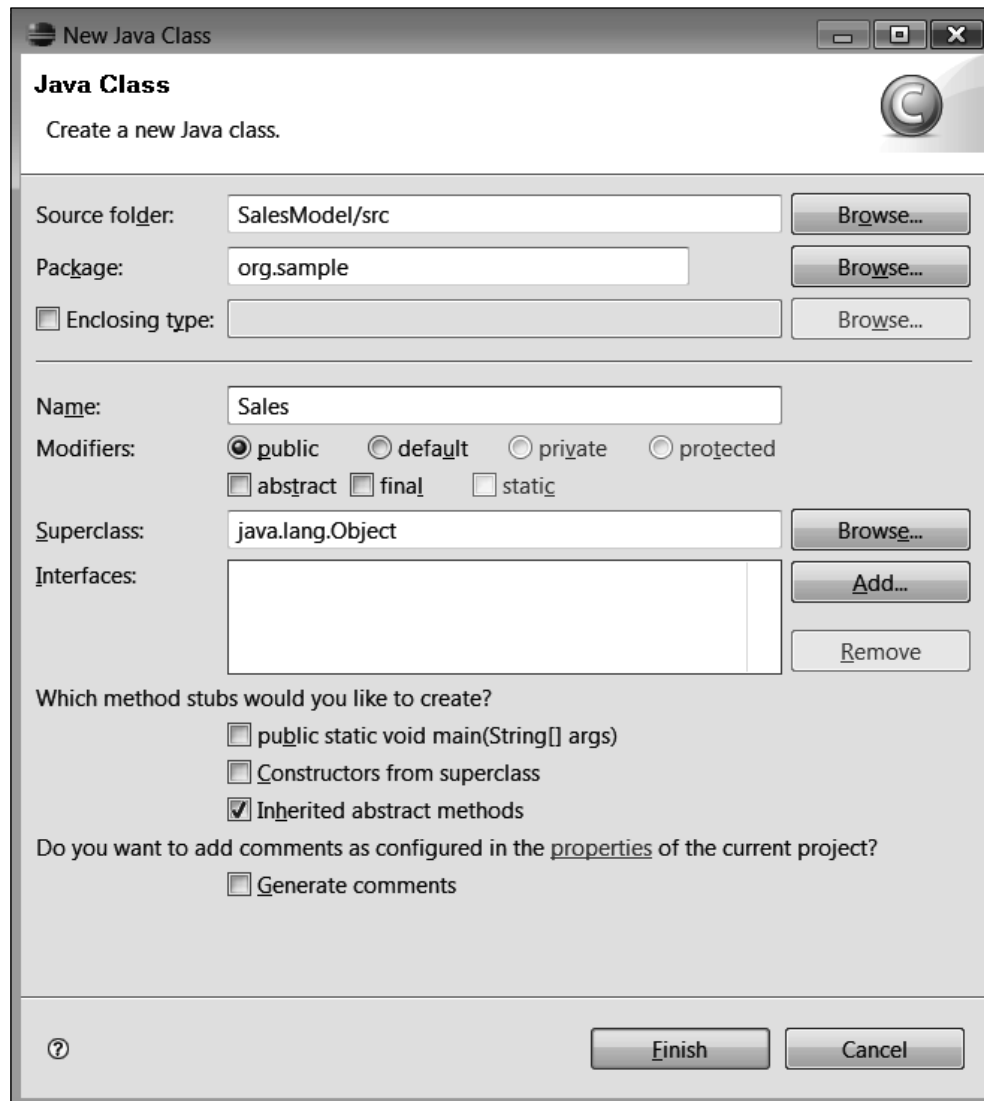 New Java Class
Java Class
Create a new Java class.
Source folder: SalesModel/src Browse...
Package: org.sample Browse...
Enclosing type: Browse...
Name: Sales
Modifiers: public default private protected
abstract final static
Superclass: java.lang.Object Browse...
Interfaces: Add...
Remove
Which method stubs would you like to create?
public static void main(String[] args)
Constructors from superclass
Inherited abstract methods
Do you want to add comments as configured in the properties of the current project?
Generate comments
? Finish Cancel